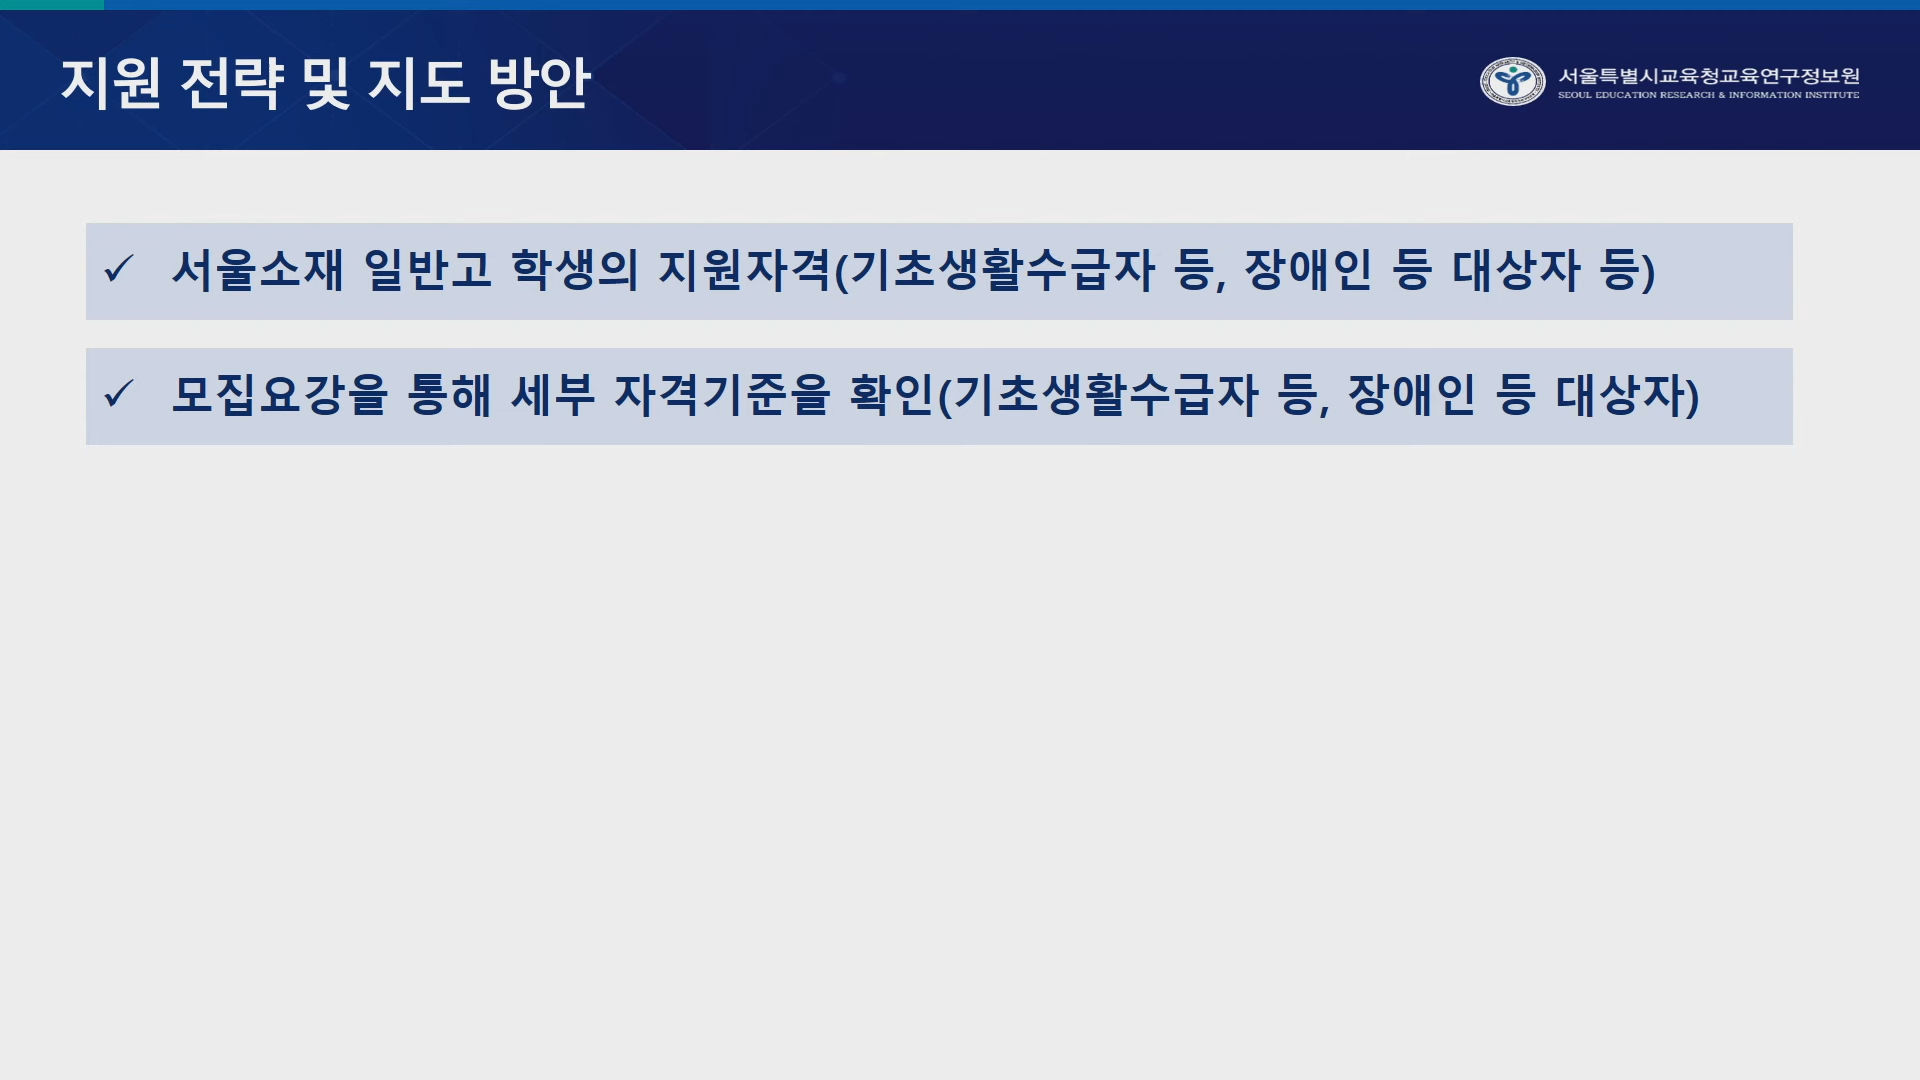 지원 전략 및 지도 방안
서울특별시교육청교육연구정보원
SEOUL EDUCATION RESEARCH & INFORMATION INSTITUTE
✓ 서울소재 일반고 학생의 지원자격(기초생활수급자 등, 장애인 등 대상자 등)
✓ 모집요강을 통해 세부 자격기준을 확인(기초생활수급자 등, 장애인 등 대상자)